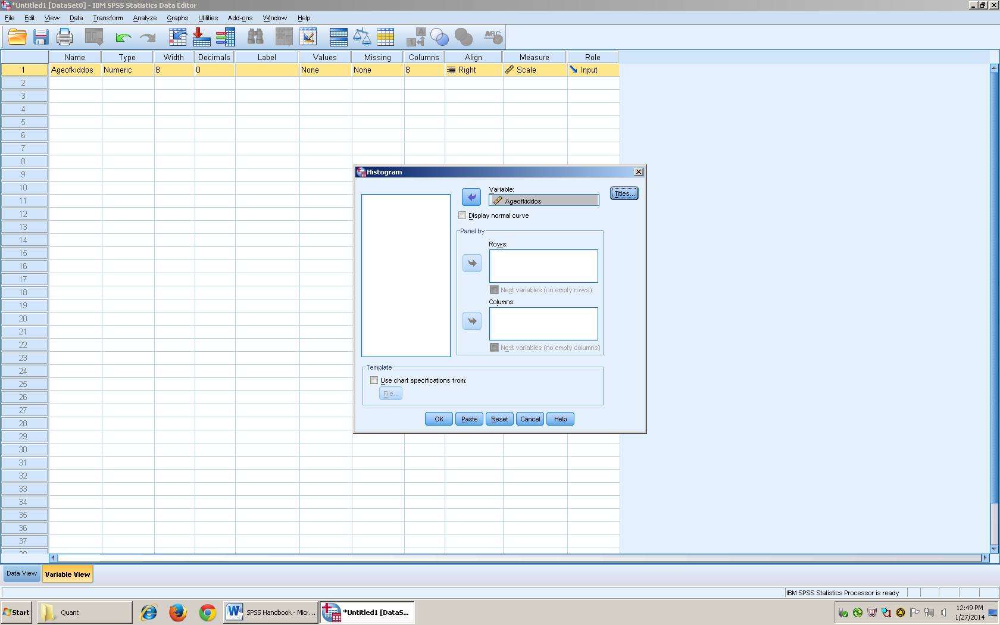 *Untitled1 [DataSet0] - IBM SPSS Statistics Data Editor
File Edit View Data Transform Analyze Graphs Utilities Add-ons Window Help
A
1
ABC
Name Type Width Decimals Label Values Missing Columns Align Measure Role
1 Ageofkiddos Numeric 8 0 None None 8 Right Scale Input
2
3
4
5
6
7
8
9
10
11
12
13
14
15
16
17
18
19
20
21
22
23
24
25
26
27
28
29
30
31
32
33
34
35
36
37
38
Histogram
Variable:
Ageofkiddos
Titles...
Display normal curve
Panel by
Rows:
Nest variables (no empty rows)
Columns:
Nest variables (no empty columns)
Template
Use chart specifications from:
File...
OK Paste Reset Cancel Help
Data View Variable View
IBM SPSS Statistics Processor is ready
Start Quant SPSS Handbook - Micr... *Untitled1 [DataS... 12:49 PM
1/27/2014